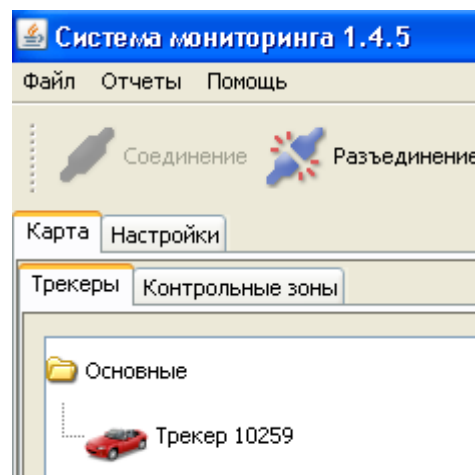 Система мониторинга 1.4.5
Файл Отчеты Помощь
Соединение Разъединение
Карта Настройки
Трекеры Контрольные зоны
Основные
Трекер 10259